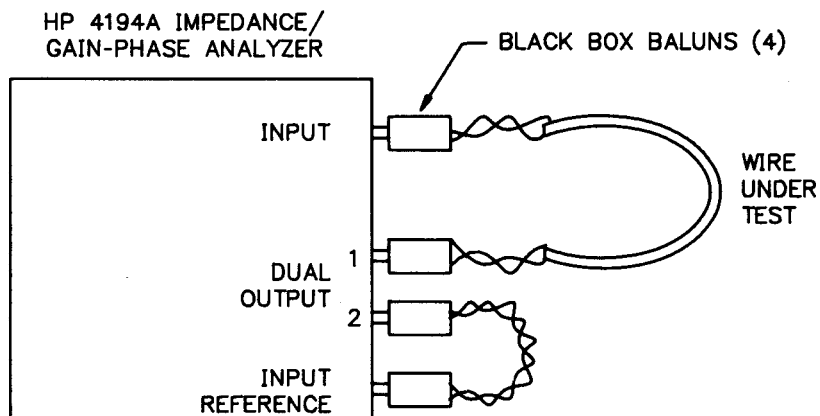 HP 4194A IMPEDANCE/
GAIN-PHASE ANALYZER
BLACK BOX BALUNS (4)
INPUT
WIRE
UNDER
TEST
1
DUAL
OUTPUT
2
INPUT
REFERENCE